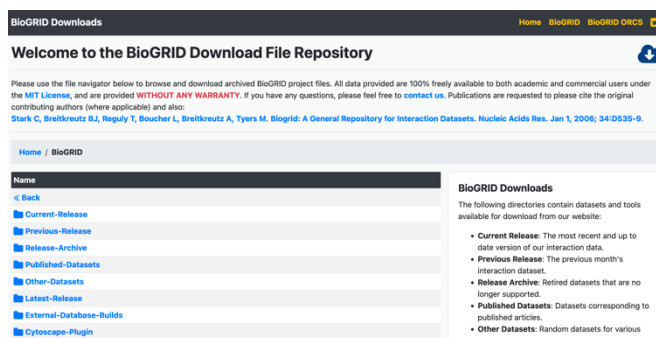 BioGRID Downloads
Home BioGRID BioGRID ORCS
Welcome to the BioGRID Download File Repository
Please use the file navigator below to browse and download archived BioGRID project files. All data provided are 100% freely available to both academic and commercial users under
the MIT License, and are provided WITHOUT ANY WARRANTY. If you have any questions, please feel free to contact us. Publications are requested to please cite the original
contributing authors (where applicable) and also:
Stark C, Breitkreutz BJ, Reguly T, Boucher L, Breitkreutz A, Tyers M. Biogrid: A General Repository for Interaction Datasets. Nucleic Acids Res. Jan 1, 2006; 34:D535-9.
Home / BioGRID
Name
« Back
Current-Release
Previous-Release
Release-Archive
Published-Datasets
Other-Datasets
Latest-Release
External-Database-Builds
Cytoscape-Plugin
BioGRID Downloads
The following directories contain datasets and tools
available for download from our website:
• Current Release: The most recent and up to
date version of our interaction data.
• Previous Release: The previous month's
interaction dataset.
• Release Archive: Retired datasets that are no
longer supported.
• Published Datasets: Datasets corresponding to
published articles.
• Other Datasets: Random datasets for various